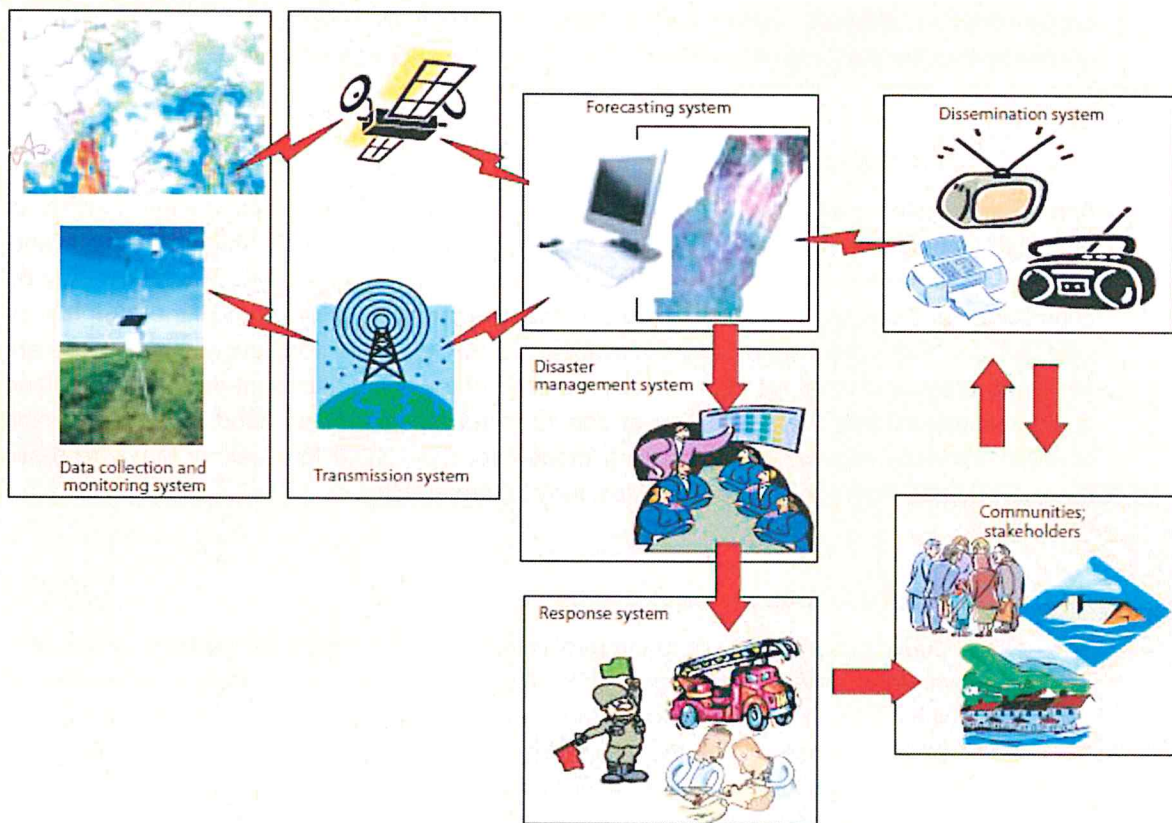 Forecasting system
Dissemination system
Data collection and
monitoring system
Transmission system
Disaster
management system
Communities;
stakeholders
Response system